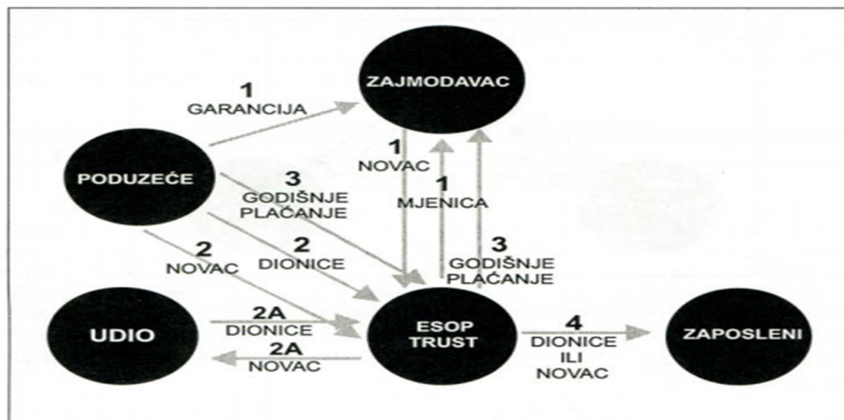 ZAJMODAVAC
1
GARANCIJA
PODUZEĆE
1
NOVAC
1
MJENICA
3
GODIŠNJE
PLAĆANJE
2
NOVAC
2
DIONICE
3
GODIŠNJE
PLAĆANJE
UDIO
2A
DIONICE
2A
NOVAC
ESOP
TRUST
4
DIONICE
ILI
NOVAC
ZAPOSLENI